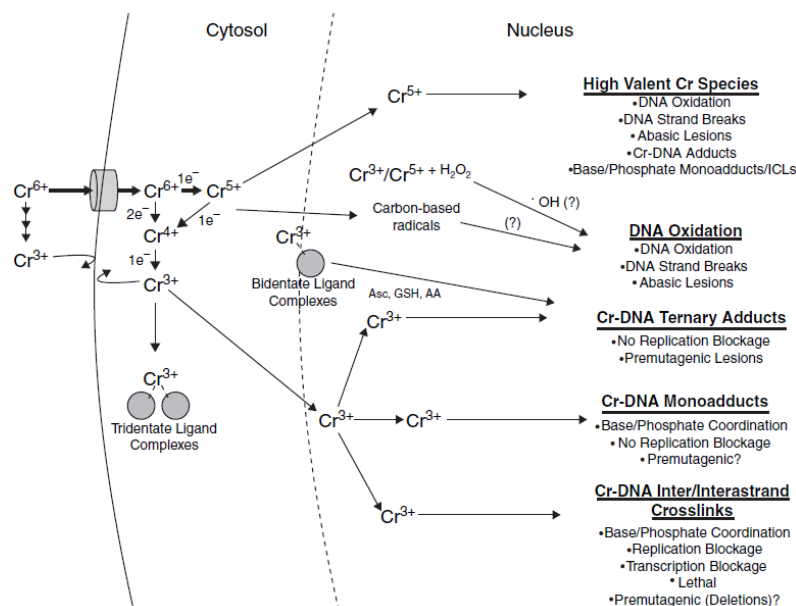 Cytosol
Nucleus
Cr5+
High Valent Cr Species
•DNA Oxidation
•DNA Strand Breaks
•Abasic Lesions
•Cr-DNA Adducts
•Base/Phosphate Monoadducts/ICLs
Cr6+
Cr6+
1e−
Cr5+
Cr3+/Cr5+ + H2O2
2e−
1e−
Carbon-based
radicals
· OH (?)
(?)
Cr4+
Cr3+
DNA Oxidation
•DNA Oxidation
•DNA Strand Breaks
•Abasic Lesions
Cr3+
1e−
Cr3+
Bidentate Ligand
Complexes
Asc, GSH, AA
Cr3+
Cr-DNA Ternary Adducts
•No Replication Blockage
•Premutagenic Lesions
Cr3+
Tridentate Ligand
Complexes
Cr3+
Cr3+
Cr-DNA Monoadducts
•Base/Phosphate Coordination
•No Replication Blockage
•Premutagenic?
Cr3+
Cr-DNA Inter/Interastrand
Crosslinks
•Base/Phosphate Coordination
•Replication Blockage
•Transcription Blockage
•Lethal
•Premutagenic (Deletions)?